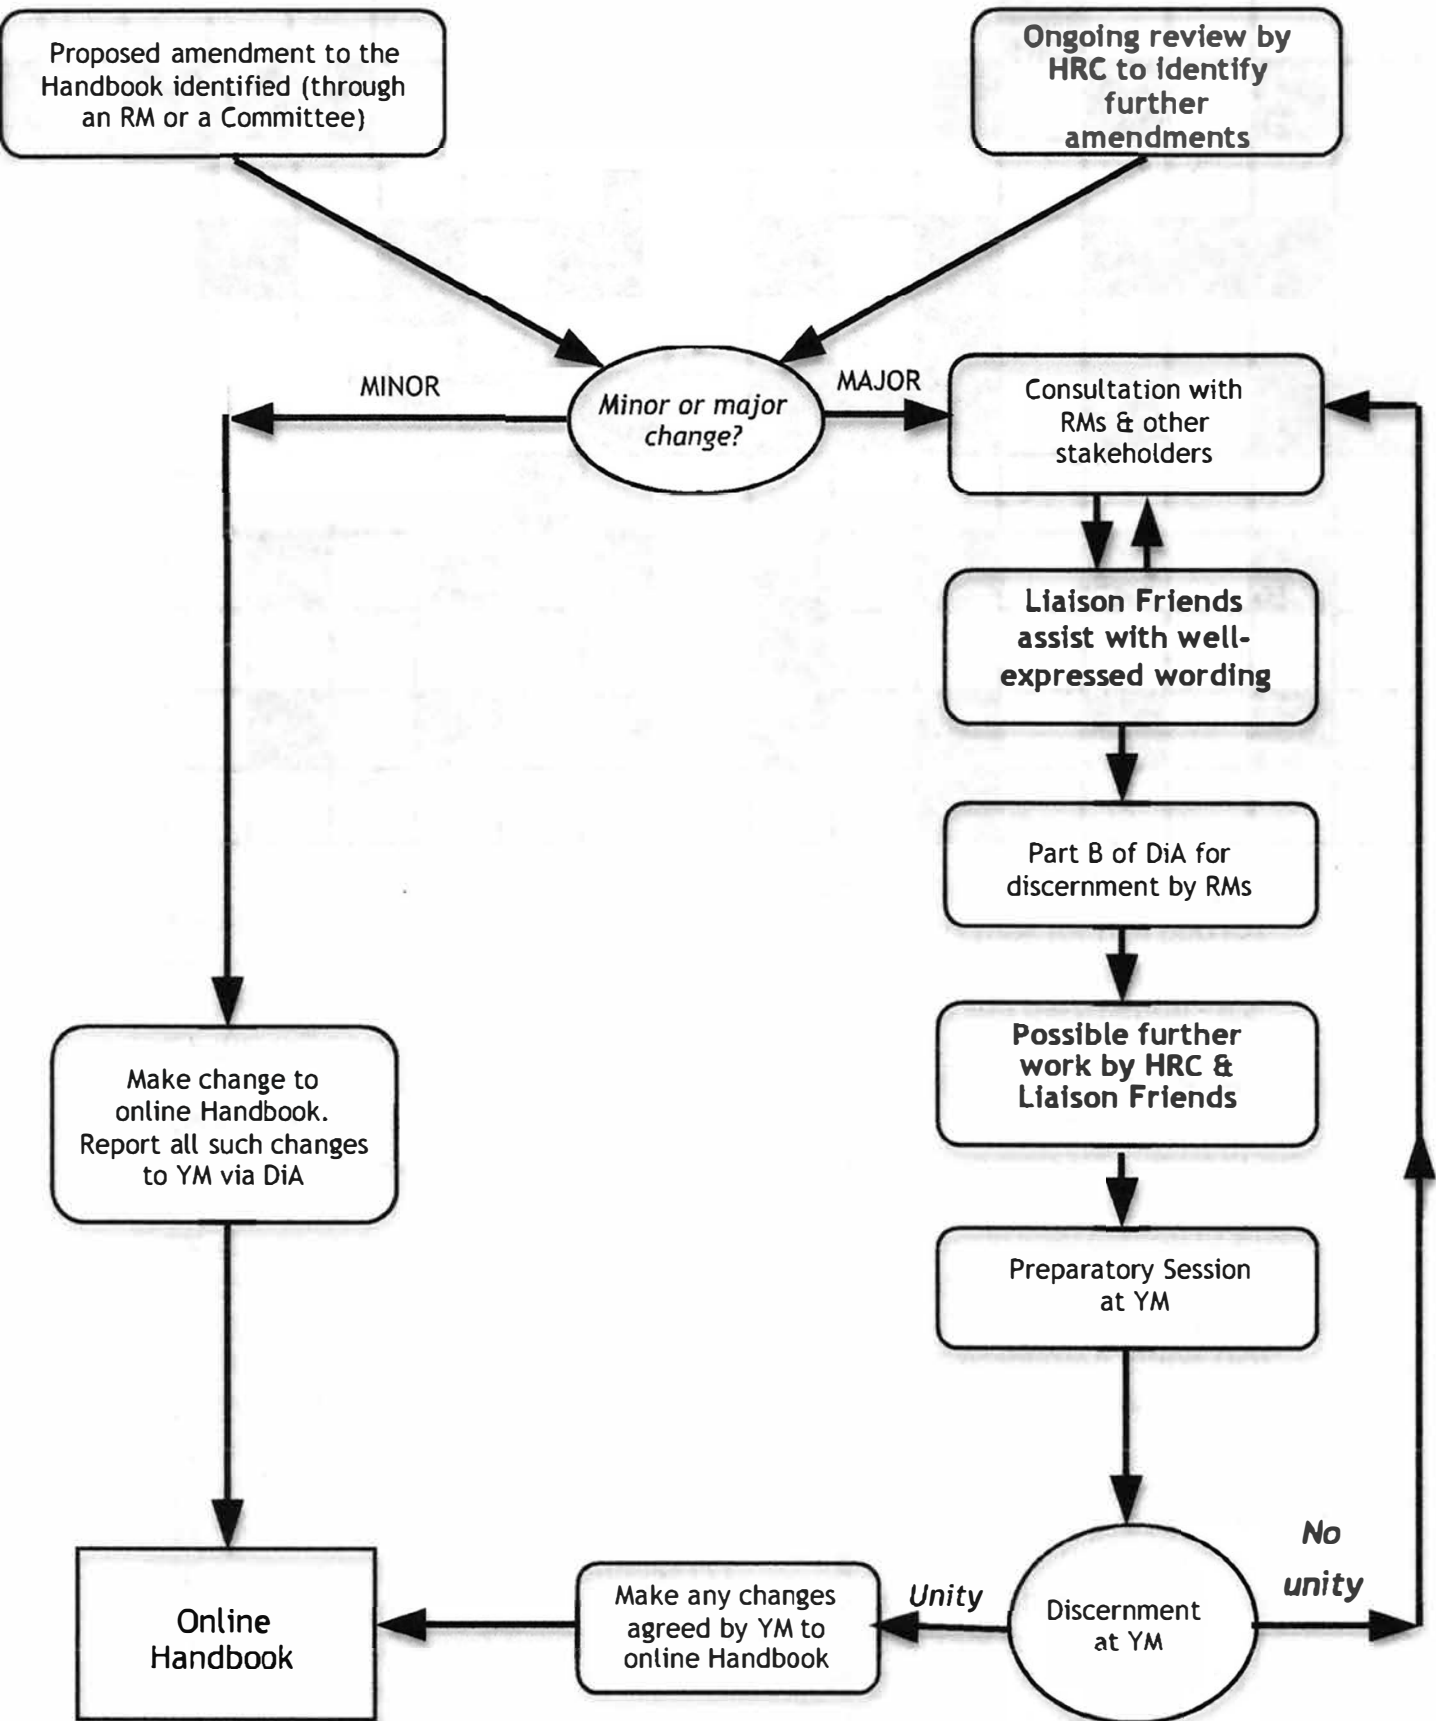 Proposed amendment to the
Handbook identified (through
an RM or a Committee)
Ongoing review by
HRC to identify
further
amendments
Minor or major
change?
MINOR
MAJOR
Consultation with
RMs & other
stakeholders
Liaison Friends
assist with well-
expressed wording
Part B of DiA for
discernment by RMs
Possible further
work by HRC &
Liaison Friends
Make change to
online Handbook.
Report all such changes
to YM via DiA
Preparatory Session
at YM
Discernment
at YM
No
unity
Unity
Make any changes
agreed by YM to
online Handbook
Online
Handbook